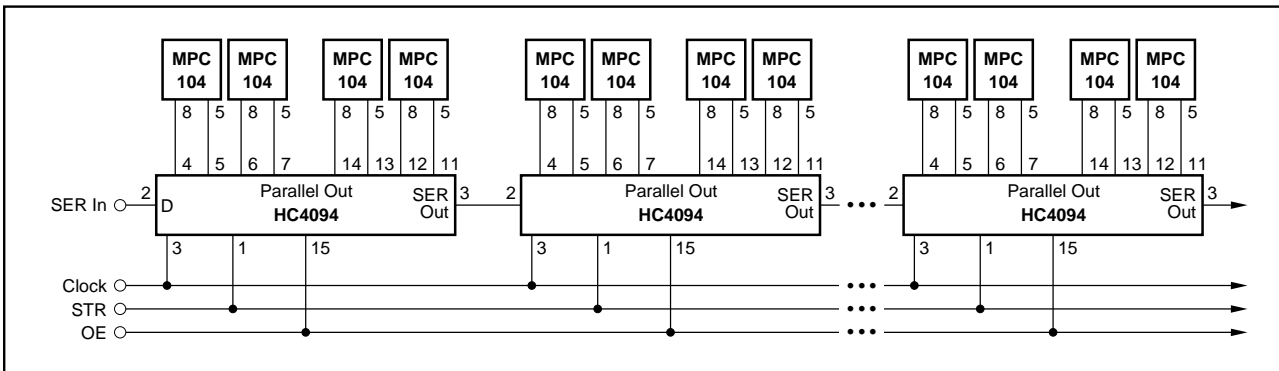 MPC 104 MPC 104 MPC 104 MPC 104 MPC 104 MPC 104 MPC 104 MPC 104 MPC 104 MPC 104 MPC 104 MPC 104
8 5 8 5 8 5 8 5 8 5 8 5 8 5 8 5 8 5 8 5 8 5 8 5
4 5 6 7 14 13 12 11 4 5 6 7 14 13 12 11 4 5 6 7 14 13 12 11
SER In 2 D Parallel Out HC4094 SER Out 3 2 Parallel Out HC4094 SER Out 3 2 Parallel Out HC4094 SER Out 3
3 1 15 3 1 15 3 1 15
Clock
STR
OE